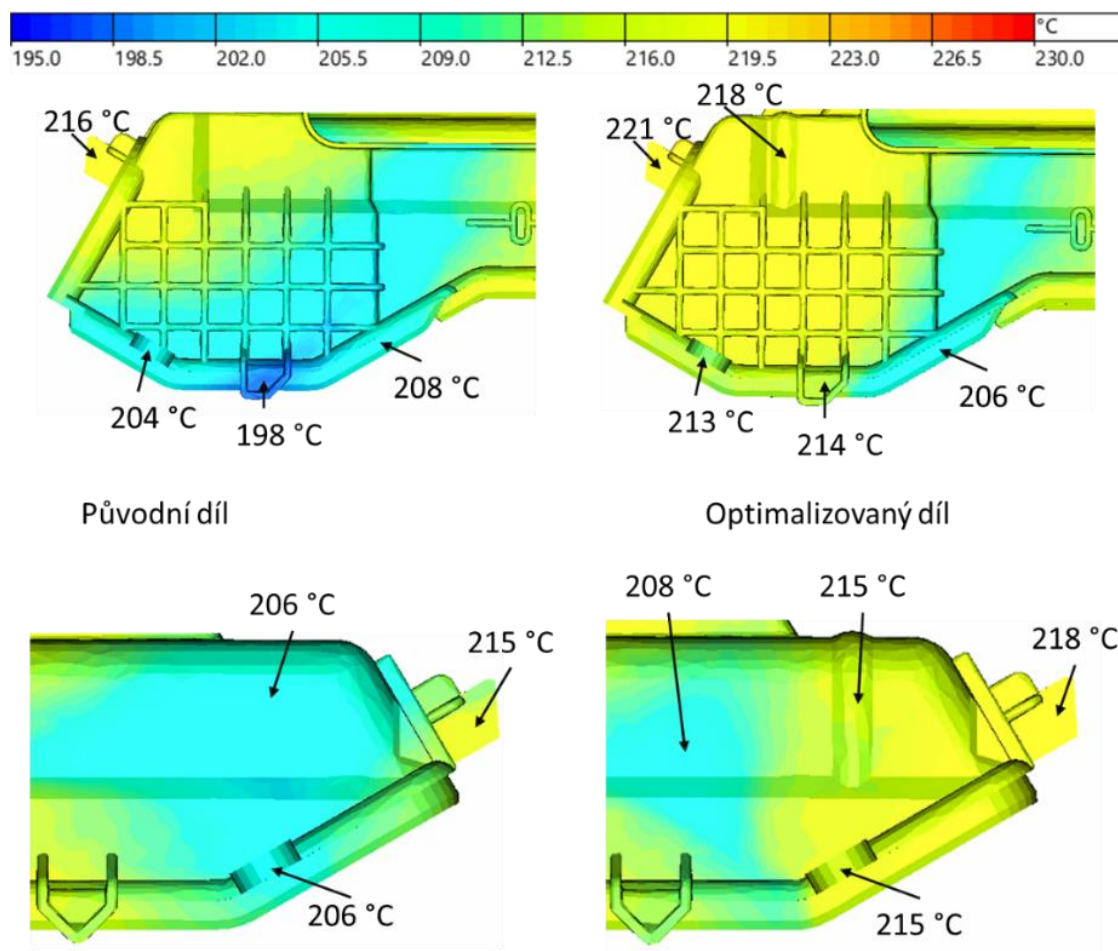 °C
195.0 198.5 202.0 205.5 209.0 212.5 216.0 219.5 223.0 226.5 230.0
216 °C
204 °C
198 °C
208 °C
221 °C
218 °C
213 °C
214 °C
206 °C
Původní díl
Optimalizovaný díl
206 °C
215 °C
206 °C
208 °C
215 °C
218 °C
215 °C